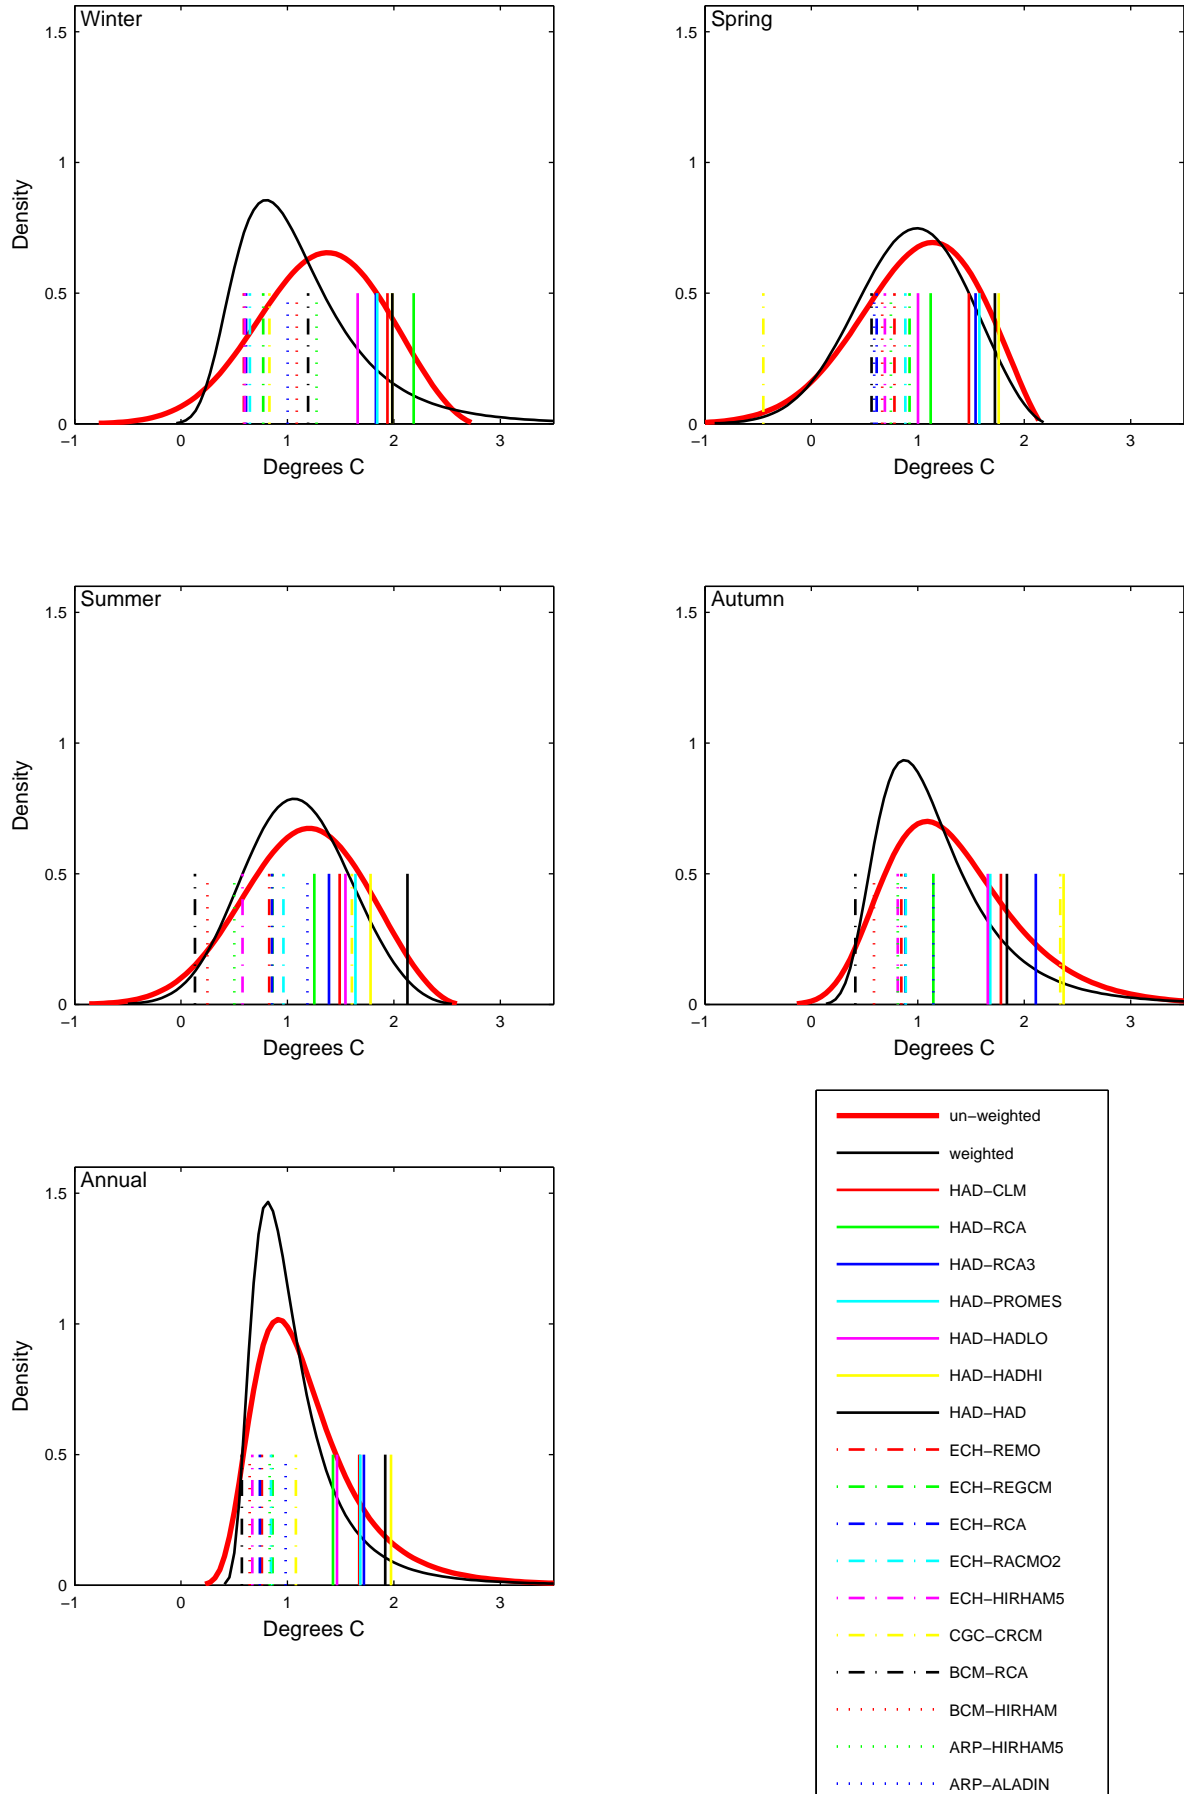 Winter
1.5
1
0.5
0
Density
−1 0 1 2 3
Degrees C
Spring
1.5
1
0.5
0
−1 0 1 2 3
Degrees C
Summer
1.5
1
0.5
0
Density
−1 0 1 2 3
Degrees C
Autumn
1.5
1
0.5
0
−1 0 1 2 3
Degrees C
Annual
1.5
1
0.5
0
Density
−1 0 1 2 3
Degrees C
un−weighted
weighted
HAD−CLM
HAD−RCA
HAD−RCA3
HAD−PROMES
HAD−HADLO
HAD−HADHI
HAD−HAD
ECH−REMO
ECH−REGCM
ECH−RCA
ECH−RACMO2
ECH−HIRHAM5
CGC−CRCM
BCM−RCA
BCM−HIRHAM
ARP−HIRHAM5
ARP−ALADIN